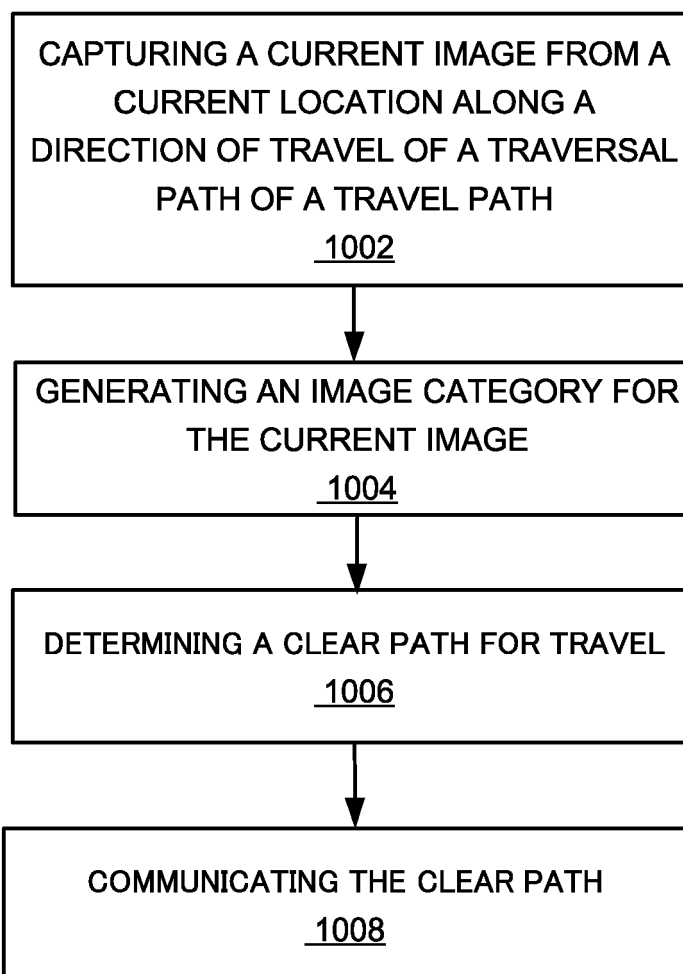 CAPTURING A CURRENT IMAGE FROM A
CURRENT LOCATION ALONG A
DIRECTION OF TRAVEL OF A TRAVERSAL
PATH OF A TRAVEL PATH
1002
GENERATING AN IMAGE CATEGORY FOR
THE CURRENT IMAGE
1004
DETERMINING A CLEAR PATH FOR TRAVEL
1006
COMMUNICATING THE CLEAR PATH
1008